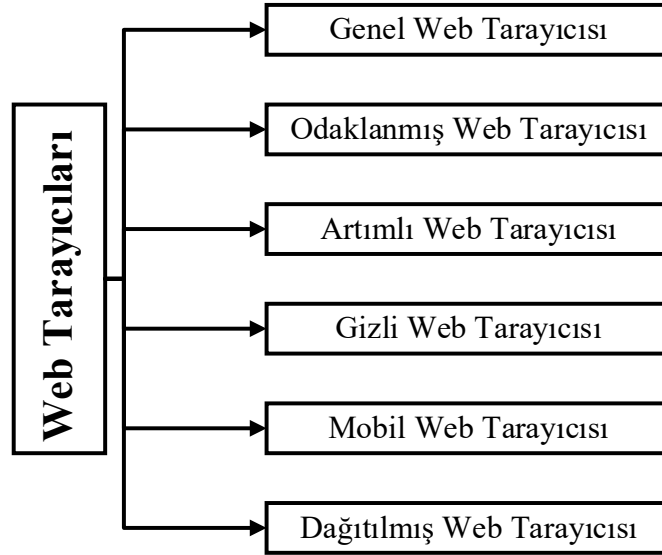 Web Tarayıcıları
Genel Web Tarayıcısı
Odaklanmış Web Tarayıcısı
Artımlı Web Tarayıcısı
Gizli Web Tarayıcısı
Mobil Web Tarayıcısı
Dağıtılmış Web Tarayıcısı